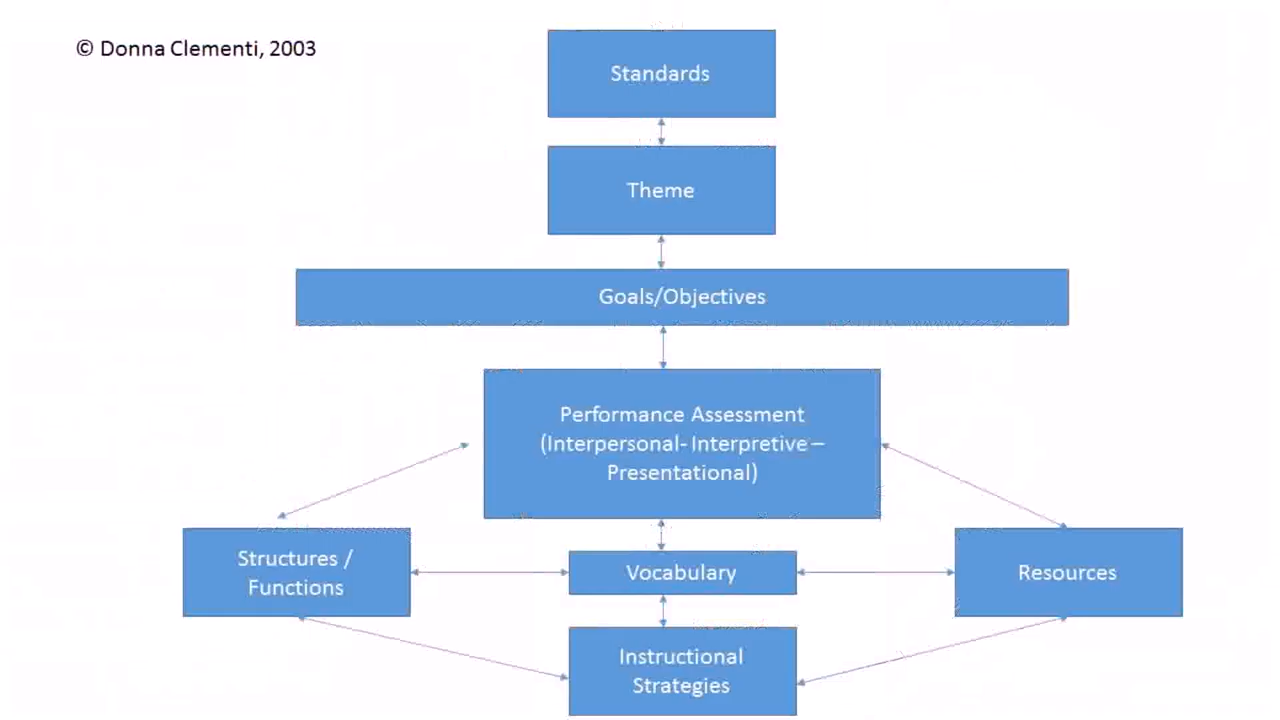 © Donna Clementi, 2003
Standards
Theme
Goals/Objectives
Performance Assessment
(Interpersonal- Interpretive –
Presentational)
Structures /
Functions
Vocabulary
Resources
Instructional
Strategies